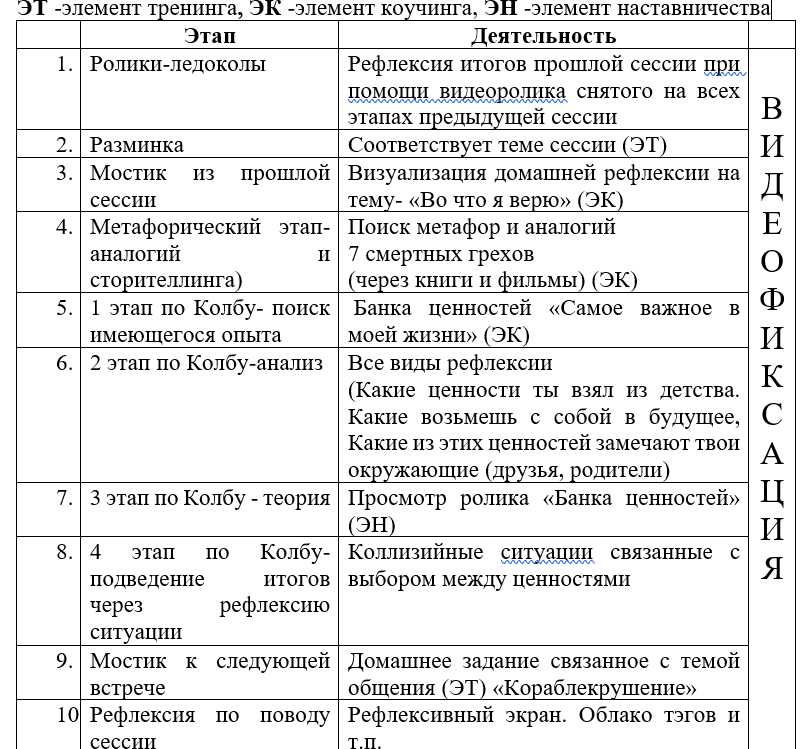 ЭТ -элемент тренинга, ЭК -элемент коучинга, ЭН -элемент наставничества
Этап Деятельность
1. Ролики-ледоколы
Рефлексия итогов прошлой сессии при
помощи видеоролика снятого на всех
этапах предыдущей сессии
2. Разминка
Соответствует теме сессии (ЭТ)
3. Мостик из прошлой
сессии
Визуализация домашней рефлексии на
тему- «Во что я верю» (ЭК)
4. Метафорический этап-
аналогий и
сторителлинга)
Поиск метафор и аналогий
7 смертных грехов
(через книги и фильмы) (ЭК)
5. 1 этап по Колбу- поиск
имеющегося опыта
Банка ценностей «Самое важное в
моей жизни» (ЭК)
6. 2 этап по Колбу-анализ
Все виды рефлексии
(Какие ценности ты взял из детства.
Какие возьмешь с собой в будущее,
Какие из этих ценностей замечают твои
окружающие (друзья, родители)
7. 3 этап по Колбу - теория
Просмотр ролика «Банка ценностей»
(ЭН)
8. 4 этап по Колбу-
подведение итогов
через рефлексию
ситуации
Коллизийные ситуации связанные с
выбором между ценностями
9. Мостик к следующей
встрече
Домашнее задание связанное с темой
общения (ЭТ) «Кораблекрушение»
10 Рефлексия по поводу
сессии
Рефлексивный экран. Облако тэгов и
т.п.
В
И
Д
Е
О
Ф
И
К
С
А
Ц
И
Я